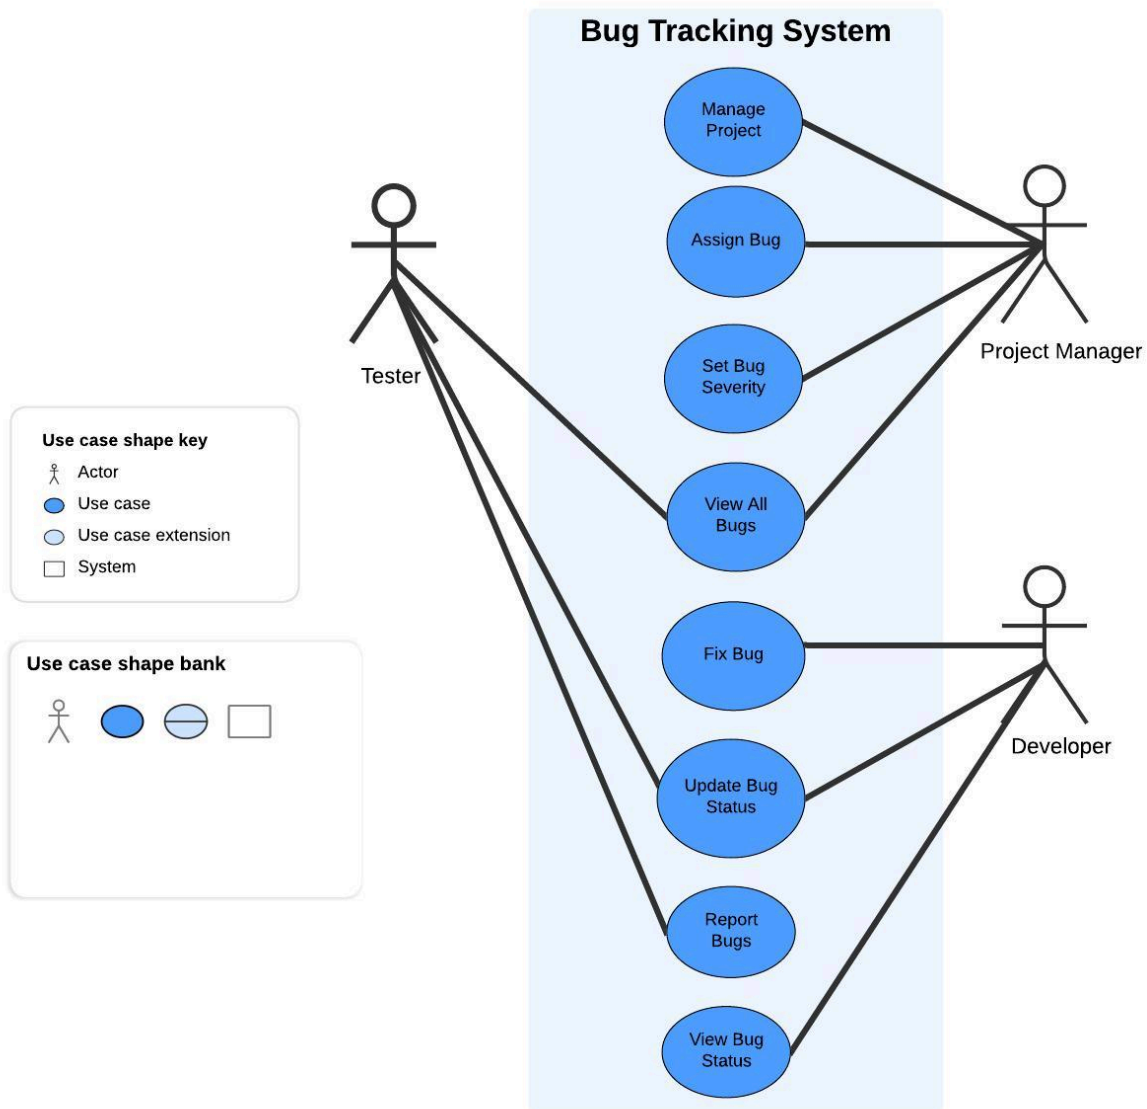 Bug Tracking System
Manage
Project
Assign Bug
Set Bug
Severity
View All
Bugs
Fix Bug
Update Bug
Status
Report
Bugs
View Bug
Status
Tester
Project Manager
Developer
Use case shape key
Actor
Use case
Use case extension
System
Use case shape bank